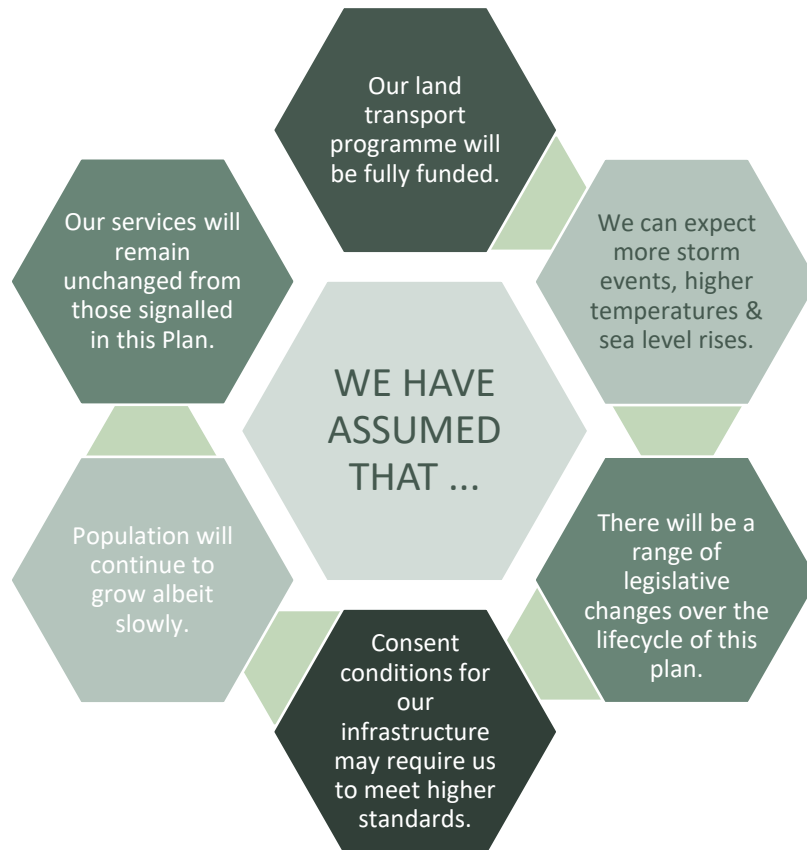 Our land
transport
programme will
be fully funded.
We can expect
more storm
events, higher
temperatures &
sea level rises.
There will be a
range of
legislative
changes over the
lifecycle of this
plan.
Consent
conditions for
our
infrastructure
may require us
to meet higher
standards.
Population will
continue to
grow albeit
slowly.
Our services will
remain
unchanged from
those signalled
in this Plan.
WE HAVE
ASSUMED
THAT ...